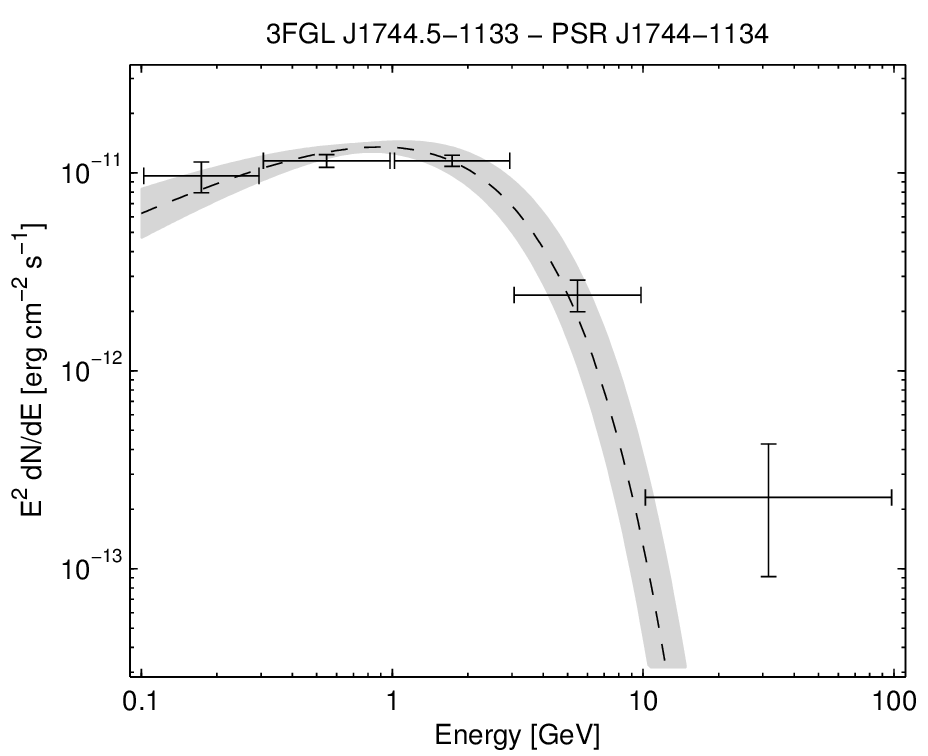 3FGL J1744.5−1133 − PSR J1744−1134
E² dN/dE [erg cm⁻² s⁻¹]
10⁻¹¹
10⁻¹²
10⁻¹³
0.1 1 10 100
Energy [GeV]